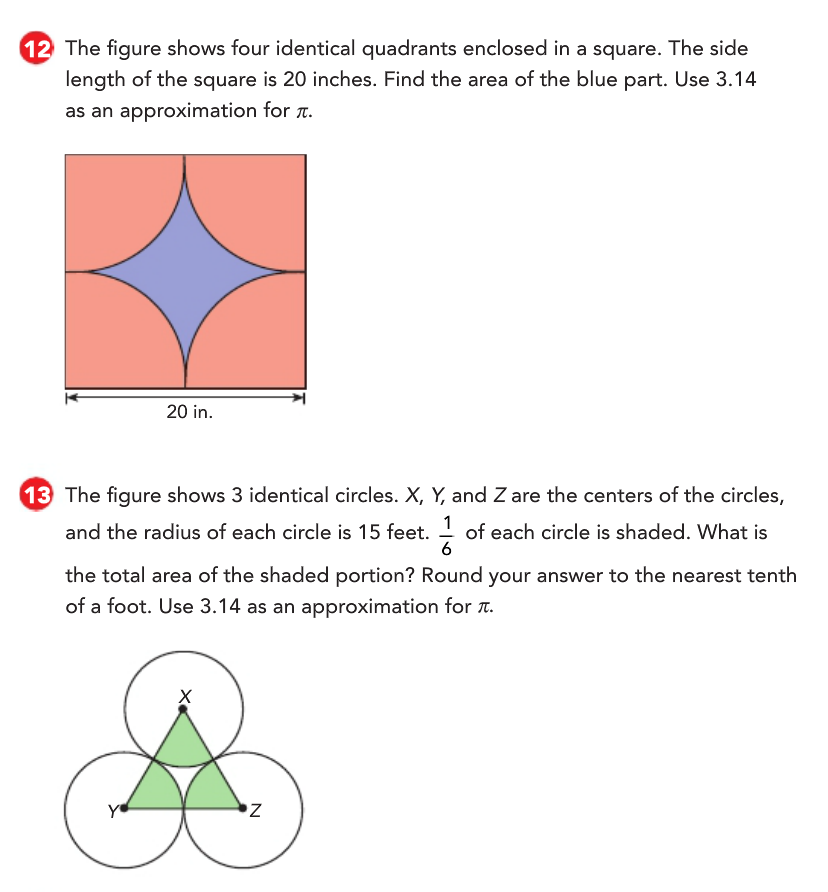 12 The figure shows four identical quadrants enclosed in a square. The side
length of the square is 20 inches. Find the area of the blue part. Use 3.14
as an approximation for π.
20 in.
13 The figure shows 3 identical circles. X, Y, and Z are the centers of the circles,
and the radius of each circle is 15 feet. 1/6 of each circle is shaded. What is
the total area of the shaded portion? Round your answer to the nearest tenth
of a foot. Use 3.14 as an approximation for π.
X
Y Z